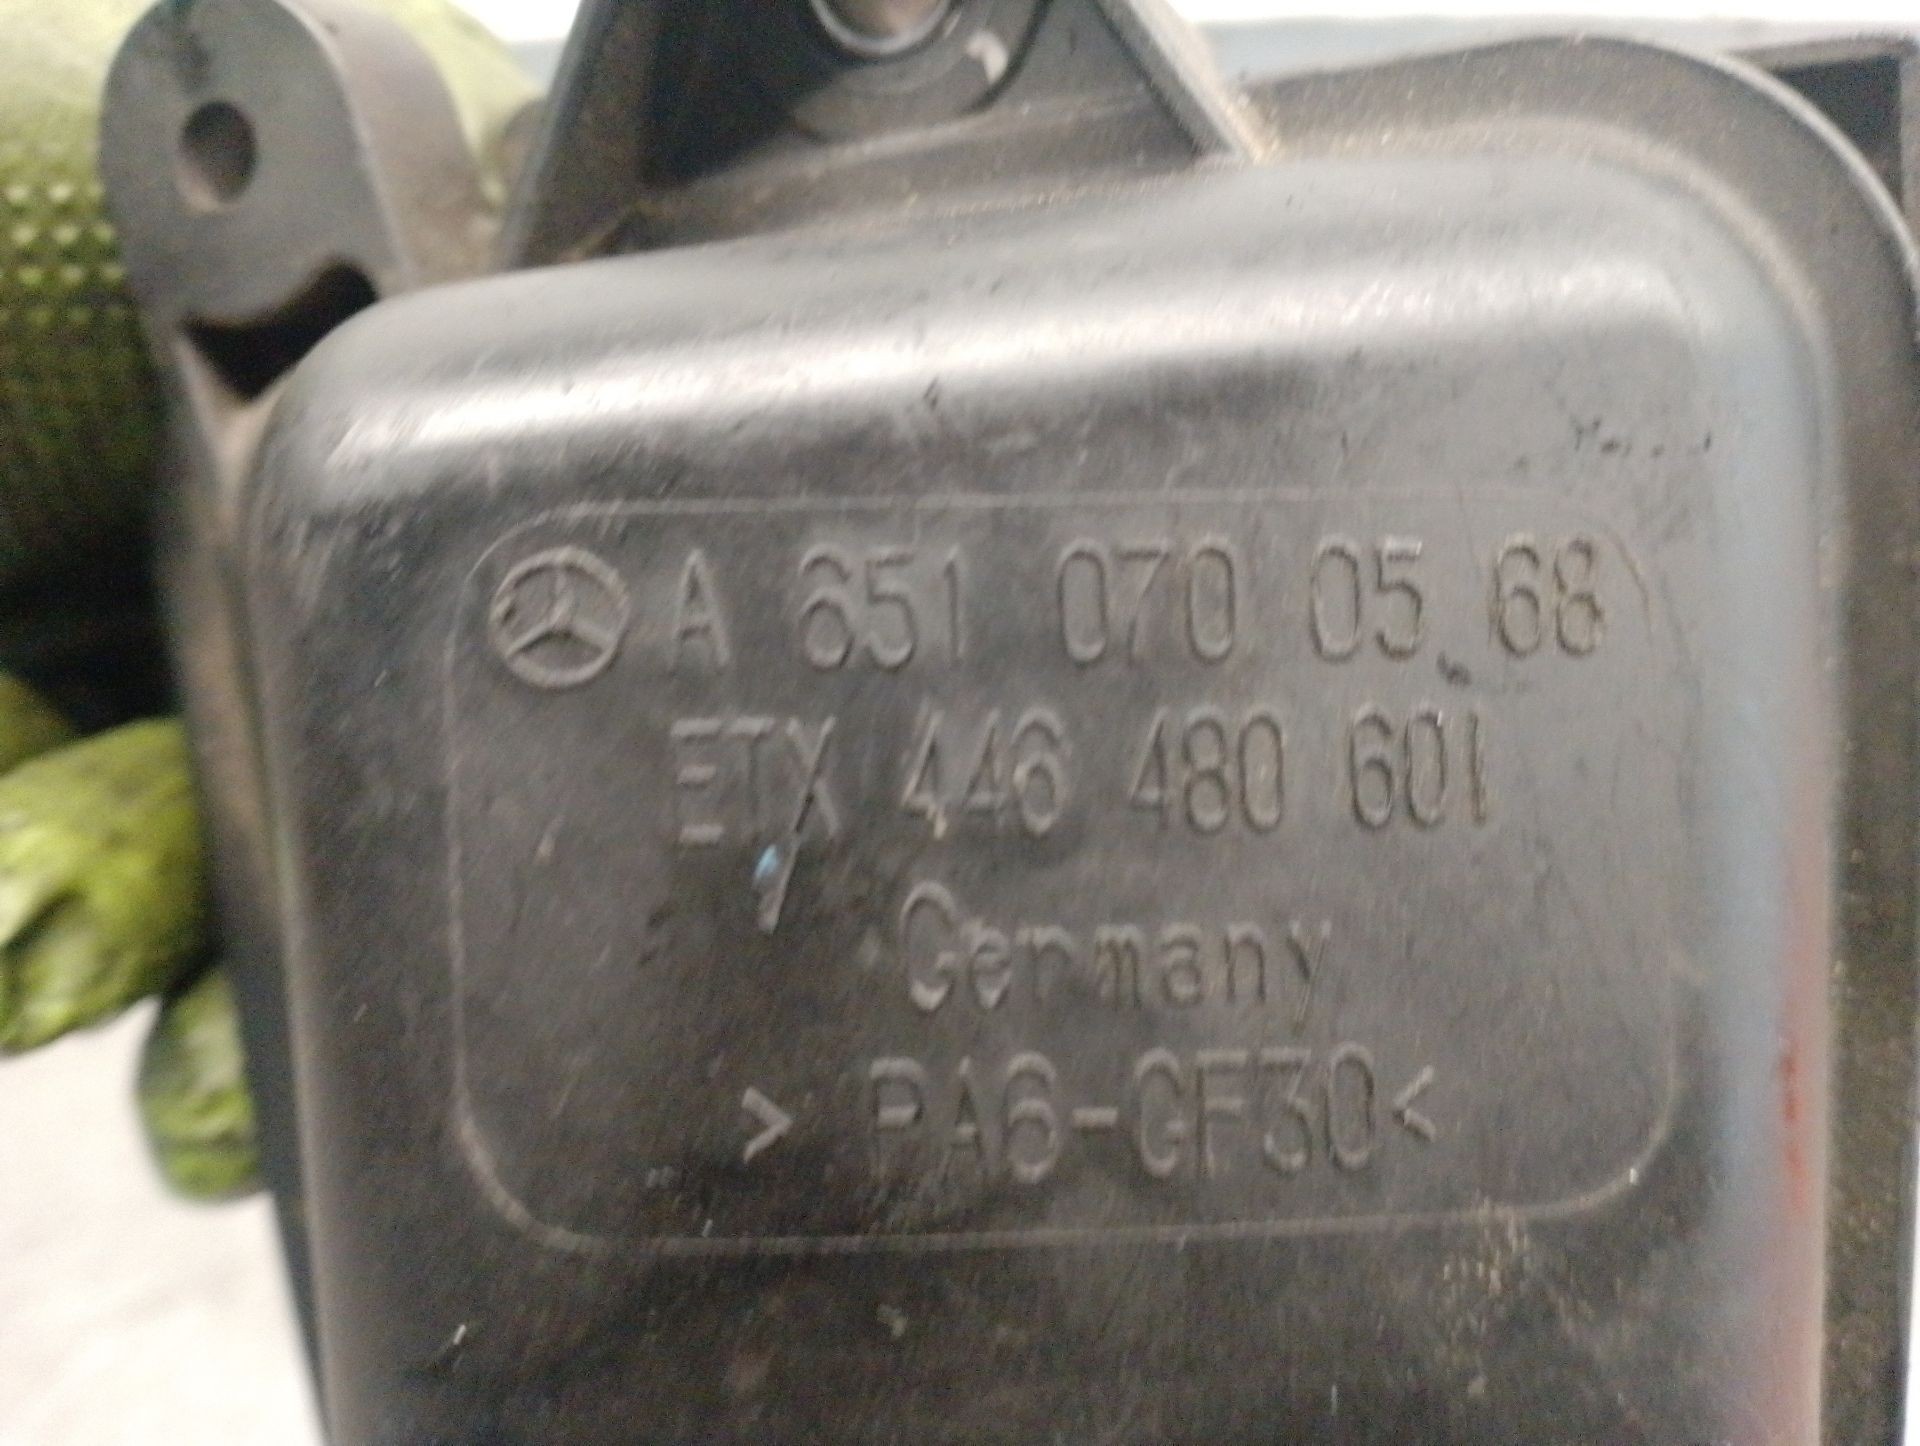 A 651 070 05 68
ETX 446 480 601
Germany
> PA6-GF30 <